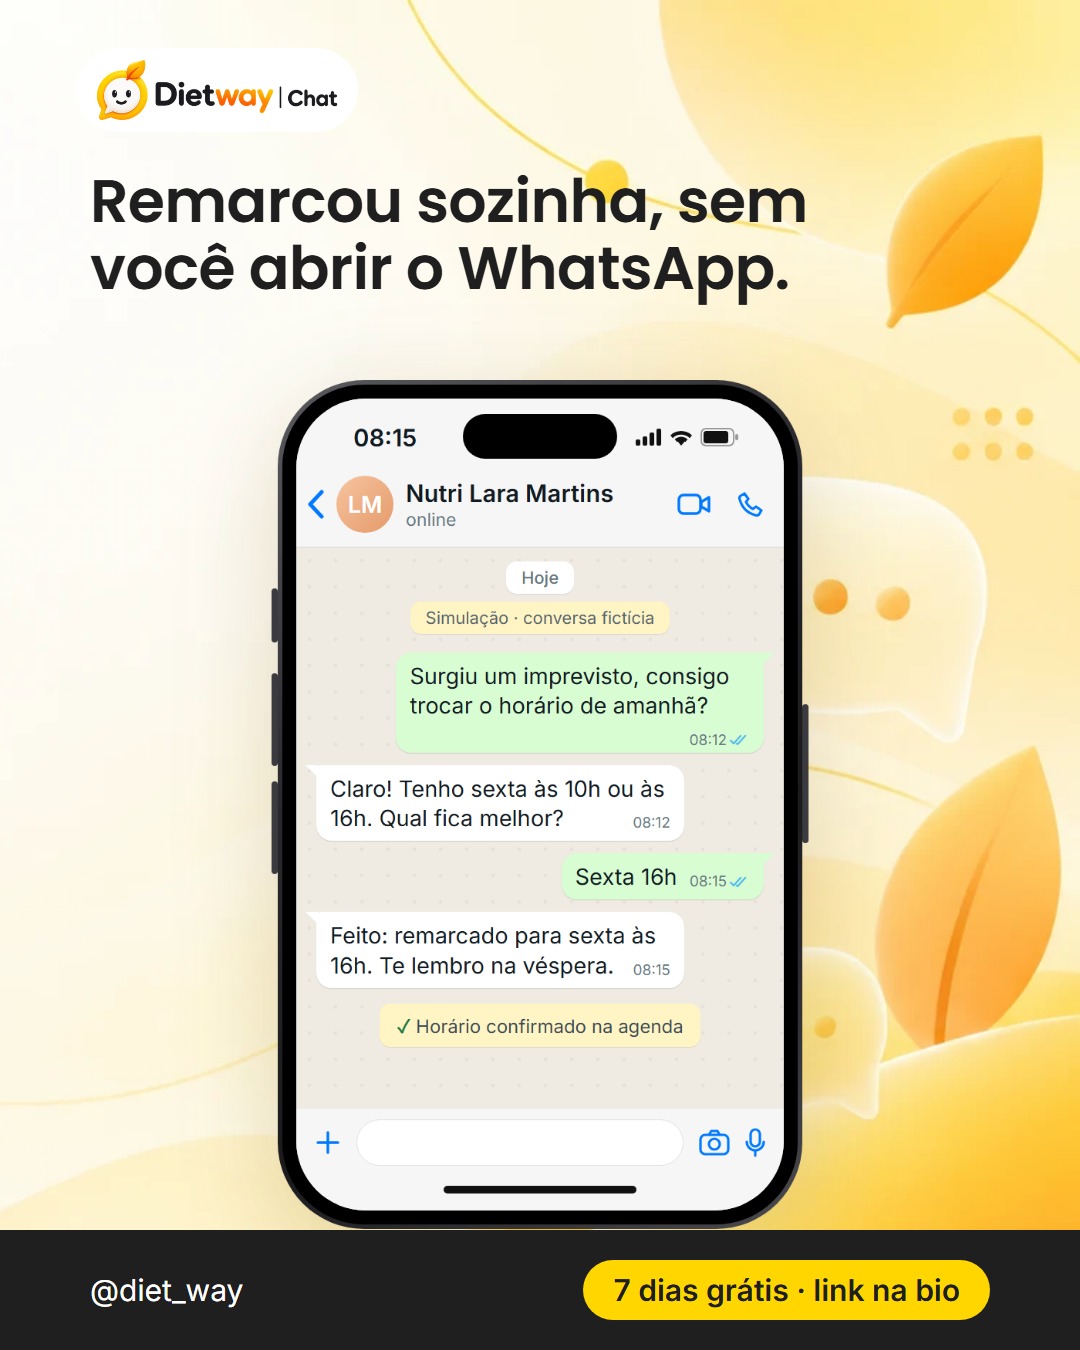 Dietway | Chat
Remarcou sozinha, sem
você abrir o WhatsApp.
08:15
LM
Nutri Lara Martins
online
Hoje
Simulação · conversa fictícia
Surgiu um imprevisto, consigo
trocar o horário de amanhã?
08:12
Claro! Tenho sexta às 10h ou às
16h. Qual fica melhor? 08:12
Sexta 16h 08:15
Feito: remarcado para sexta às
16h. Te lembro na véspera. 08:15
✓ Horário confirmado na agenda
@diet_way
7 dias grátis · link na bio